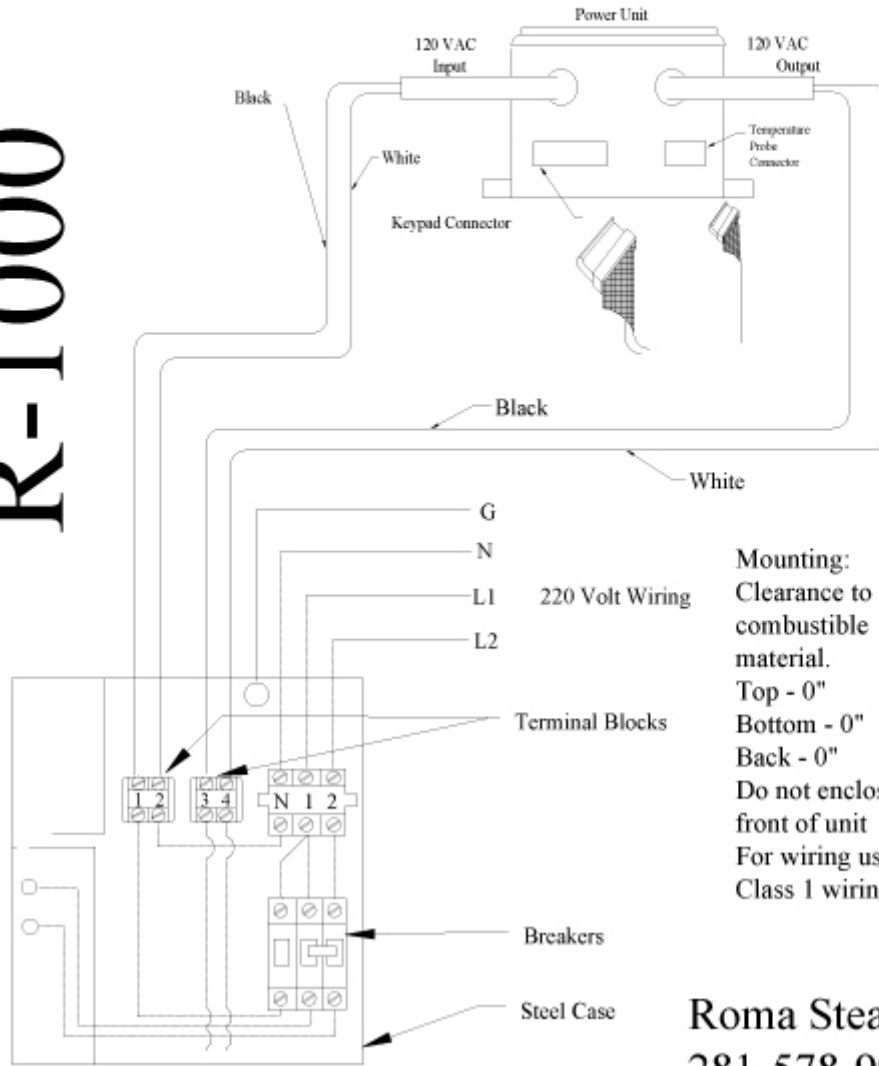 R-1000
Power Unit
120 VAC
Input
120 VAC
Output
Black
White
Temperature
Probe
Connector
Keypad Connector
Black
White
G
N
L1
220 Volt Wiring
L2
Mounting:
Clearance to
combustible
material.
Top - 0"
Bottom - 0"
Back - 0"
Do not enclos
front of unit
For wiring us
Class 1 wirin
Terminal Blocks
1 2
3 4
N 1 2
Breakers
Steel Case
Roma Stea